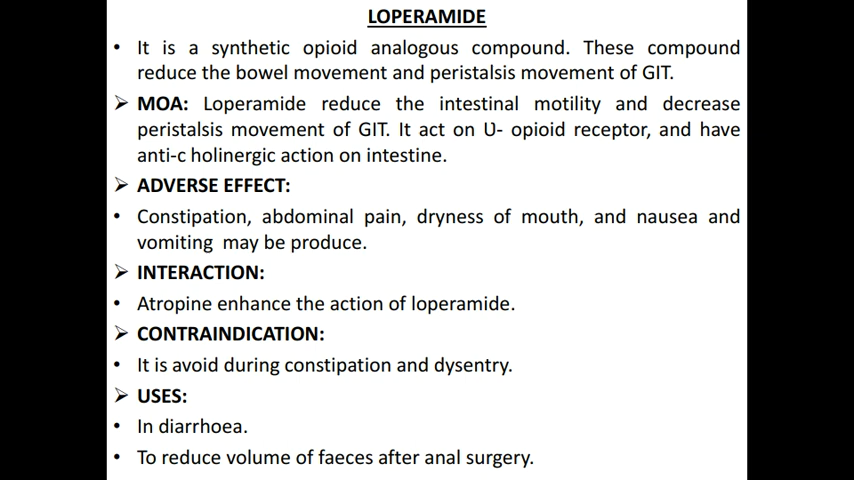 LOPERAMIDE
• It is a synthetic opioid analogous compound. These compound
reduce the bowel movement and peristalsis movement of GIT.
➢ MOA: Loperamide reduce the intestinal motility and decrease
peristalsis movement of GIT. It act on Ʋ- opioid receptor, and have
anti-c holinergic action on intestine.
➢ ADVERSE EFFECT:
• Constipation, abdominal pain, dryness of mouth, and nausea and
vomiting may be produce.
➢ INTERACTION:
• Atropine enhance the action of loperamide.
➢ CONTRAINDICATION:
• It is avoid during constipation and dysentry.
➢ USES:
• In diarrhoea.
• To reduce volume of faeces after anal surgery.